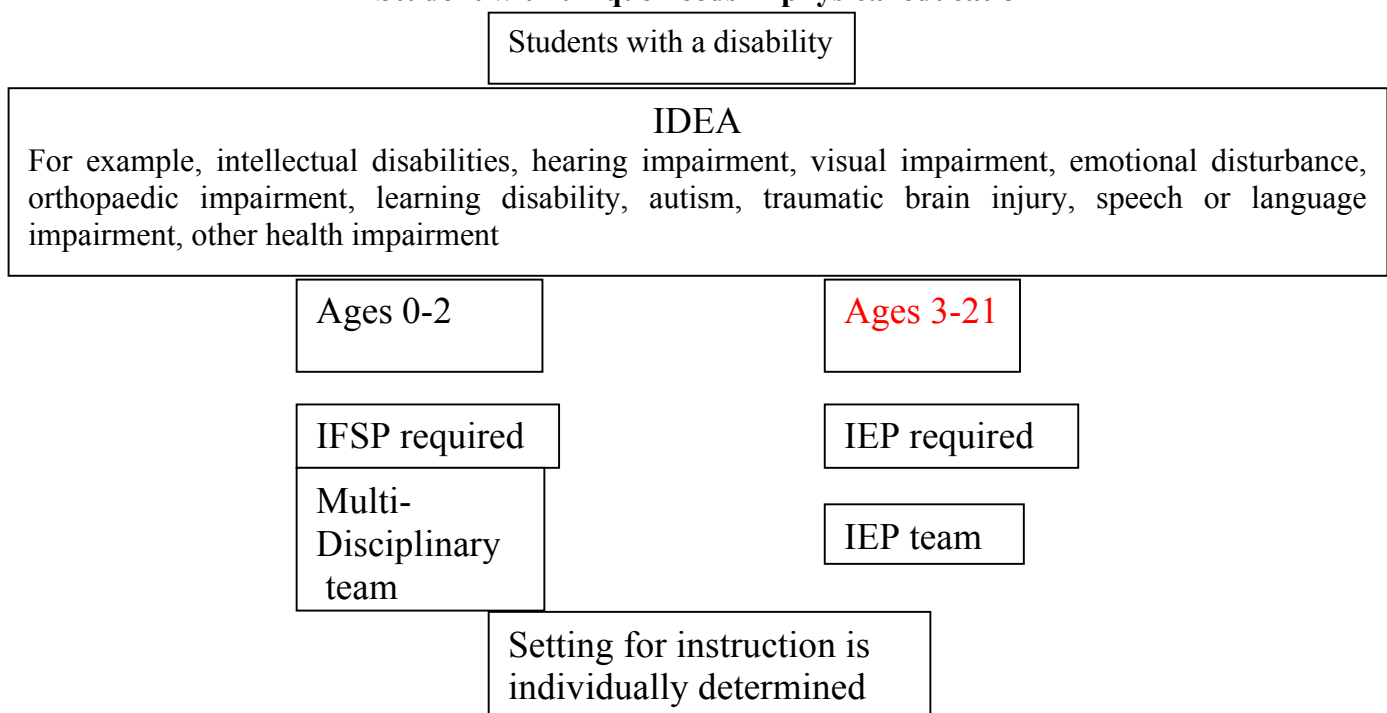 Students with a disability
IDEA
For example, intellectual disabilities, hearing impairment, visual impairment, emotional disturbance,
orthopaedic impairment, learning disability, autism, traumatic brain injury, speech or language
impairment, other health impairment
Ages 0-2
Ages 3-21
IFSP required
IEP required
Multi-
Disciplinary
team
IEP team
Setting for instruction is
individually determined